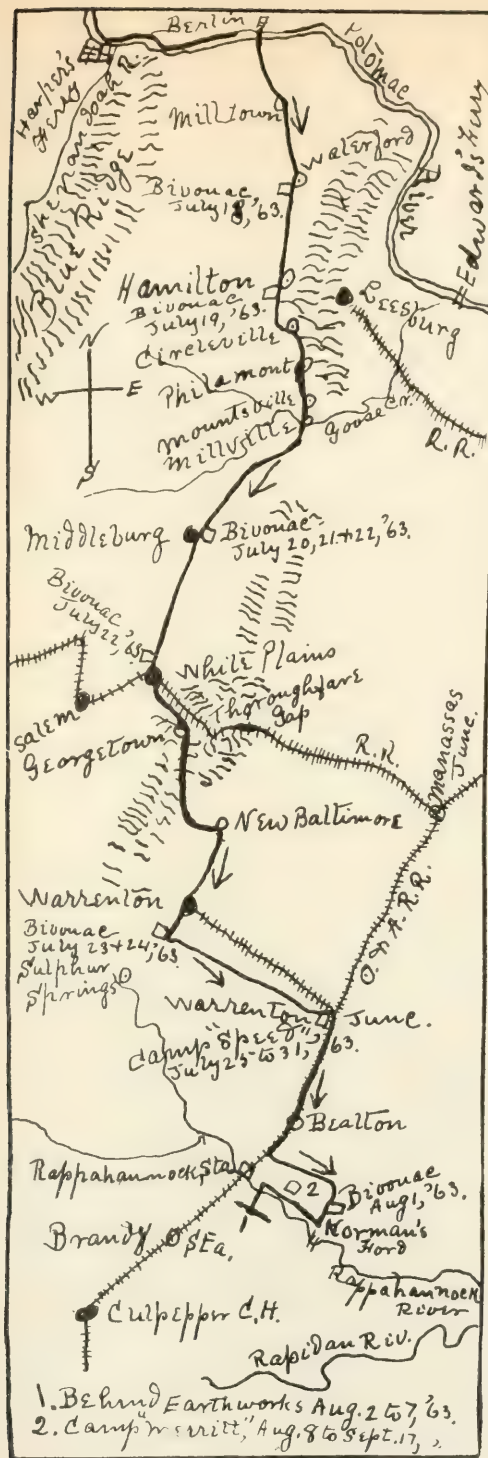 Berlin
Potomac
River
Harper's
Ferry
Shenandoah R.
Blue Ridge
Milltown
Waterford
Bivouac
July 18, '63.
Edwards' Ferry
Hamilton
Bivouac
July 19, '63.
Leesburg
Circleville
N
W
E
S
Philamont
Mountsville
Millville
Goose Cr.
R.R.
Middleburg
Bivouac
July 20, 21 + 22, '63.
Bivouac
July 22, '63
White Plains
Thoroughfare
Gap
Salem
Georgetown
R.R.
Manassas
Junc.
New Baltimore
O. & A. R. R.
Warrenton
Bivouac
July 23 + 24, '63
Sulphur
Springs
Warrenton Junc.
Camp "Speed",
July 25 to 31, '63
Bealton
Rappahannock Sta.
2
1
Bivouac
Aug 1, '63.
Norman's
Ford
Brandy Sta.
Rappahannock
River
Culpepper C.H.
Rapidan Riv.
1. Behind Earthworks Aug. 2 to 7, '63.
2. Camp "Merritt," Aug. 8 to Sept. 17, ,